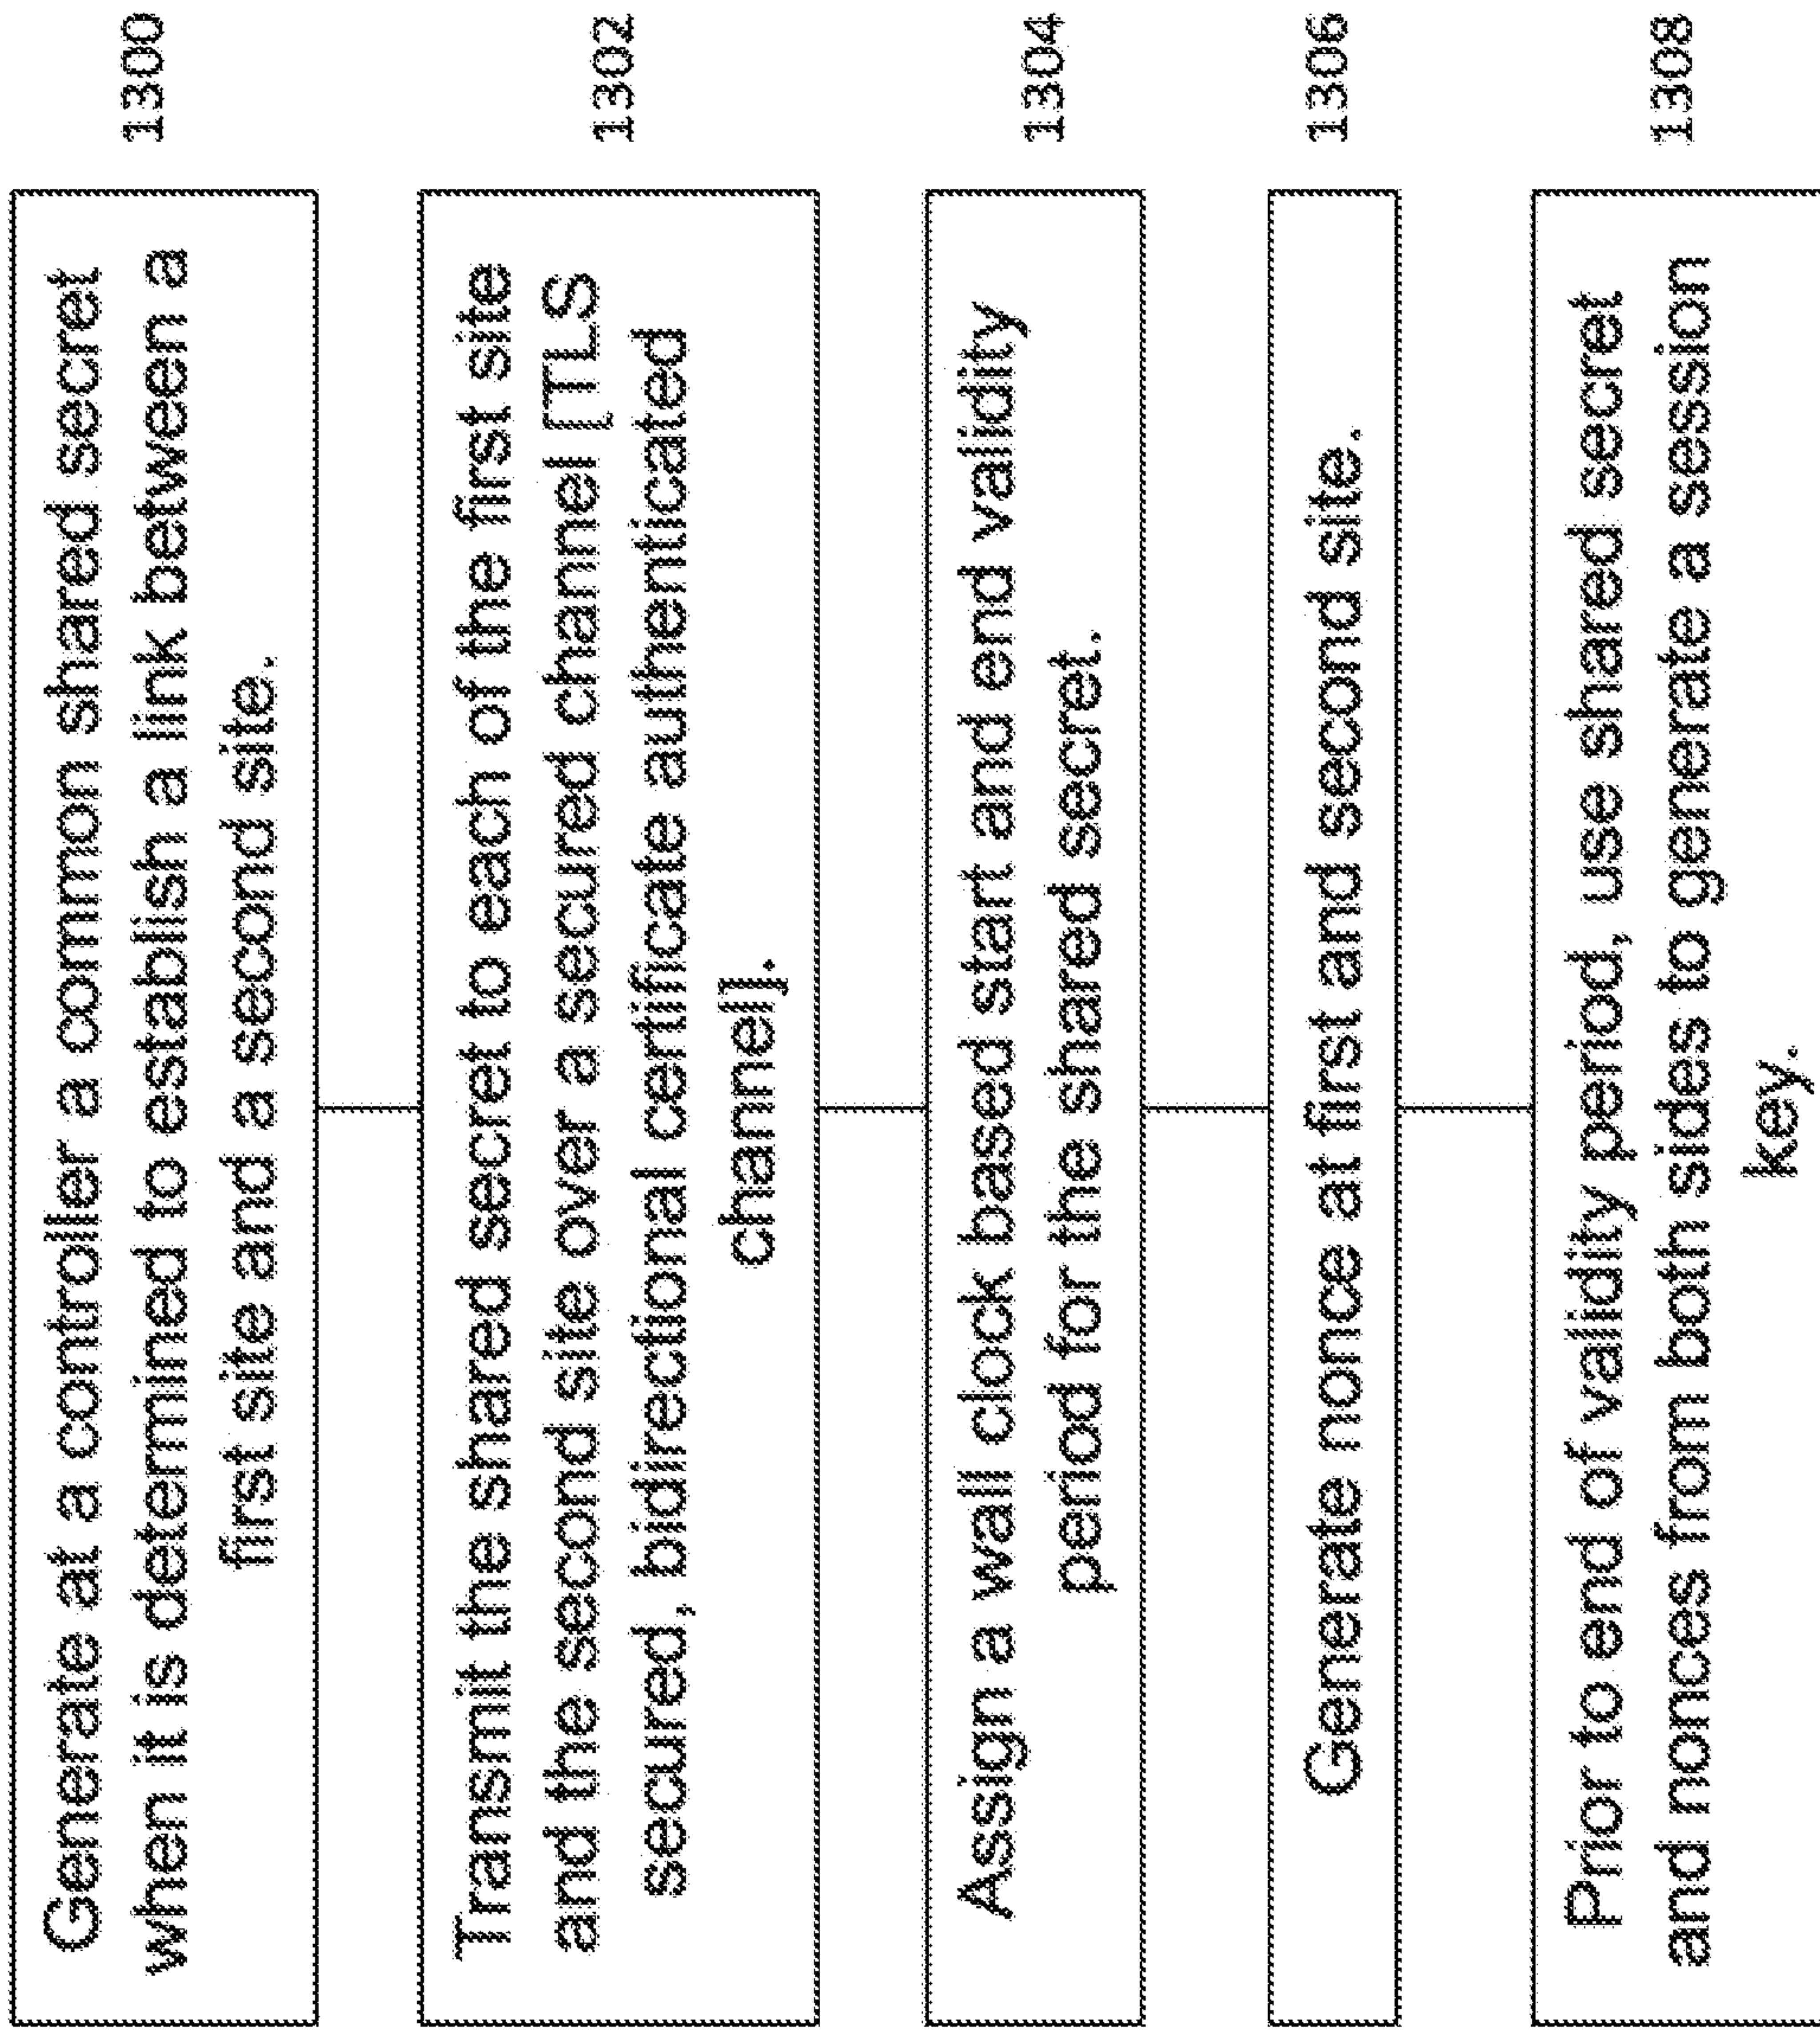 Generate at a controller a common shared secret
when it is determined to establish a link between a
first site and a second site.
1300
Transmit the shared secret to each of the first site
and the second site over a secured channel [TLS
secured, bidirectional certificate authenticated
channel].
1302
Assign a wall clock based start and end validity
period for the shared secret.
1304
Generate nonce at first and second site.
1306
Prior to end of validity period, use shared secret
and nonces from both sides to generate a session
key.
1308